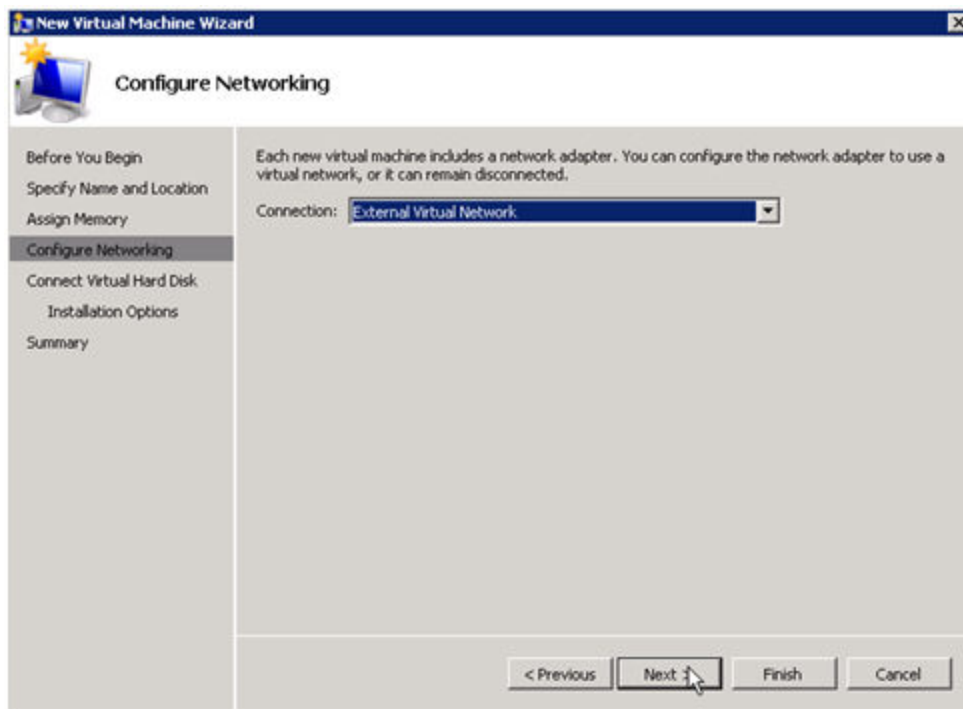 New Virtual Machine Wizard
Configure Networking
Before You Begin
Specify Name and Location
Assign Memory
Configure Networking
Connect Virtual Hard Disk
Installation Options
Summary
Each new virtual machine includes a network adapter. You can configure the network adapter to use a
virtual network, or it can remain disconnected.
Connection: External Virtual Network
< Previous
Next >
Finish
Cancel